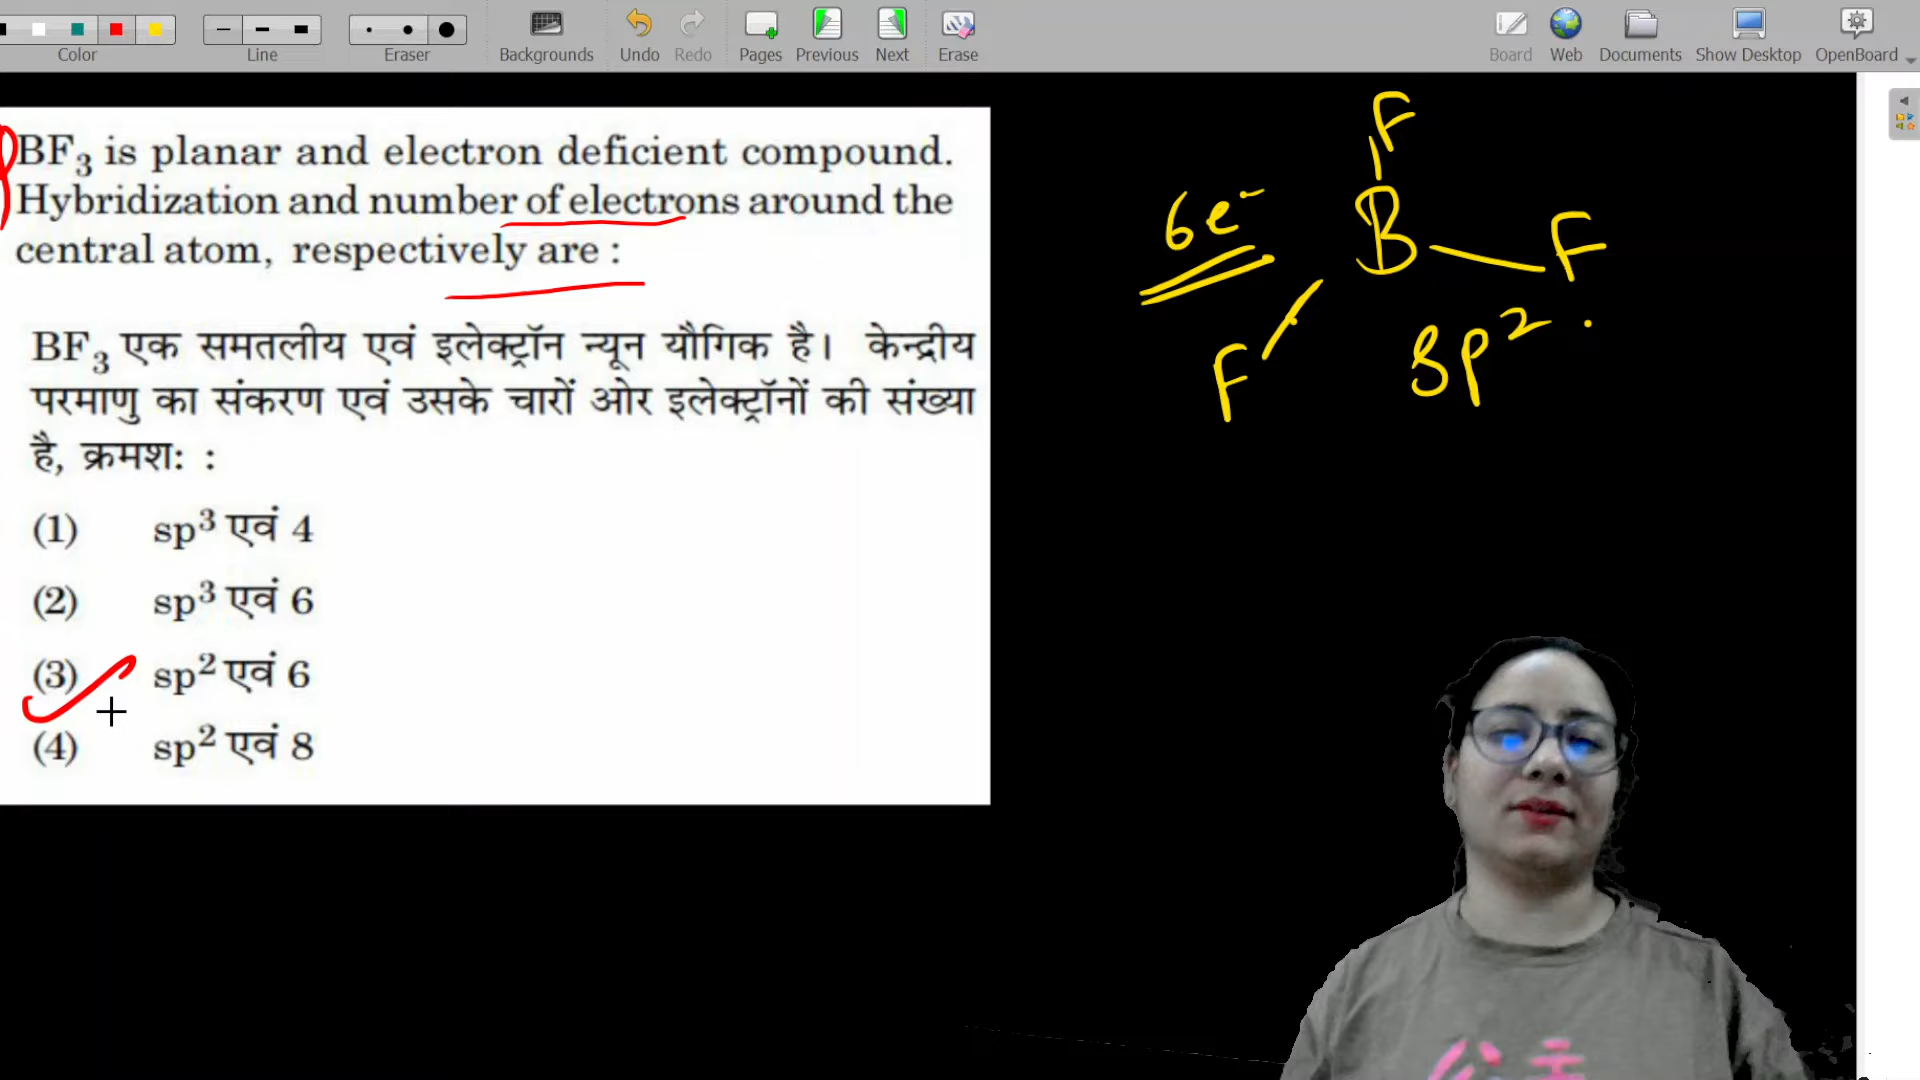 Color
Line
Eraser
Backgrounds
Undo
Redo
Pages
Previous
Next
Erase
Board
Web
Documents
Show Desktop
OpenBoard
BF₃ is planar and electron deficient compound.
Hybridization and number of electrons around the
central atom, respectively are :
BF₃ एक समतलीय एवं इलेक्ट्रॉन न्यून यौगिक है। केन्द्रीय
परमाणु का संकरण एवं उसके चारों ओर इलेक्ट्रॉनों की संख्या
है, क्रमशः :
(1) sp³ एवं 4
(2) sp³ एवं 6
(3) sp² एवं 6
(4) sp² एवं 8
F
6e⁻ B F
F sp² .